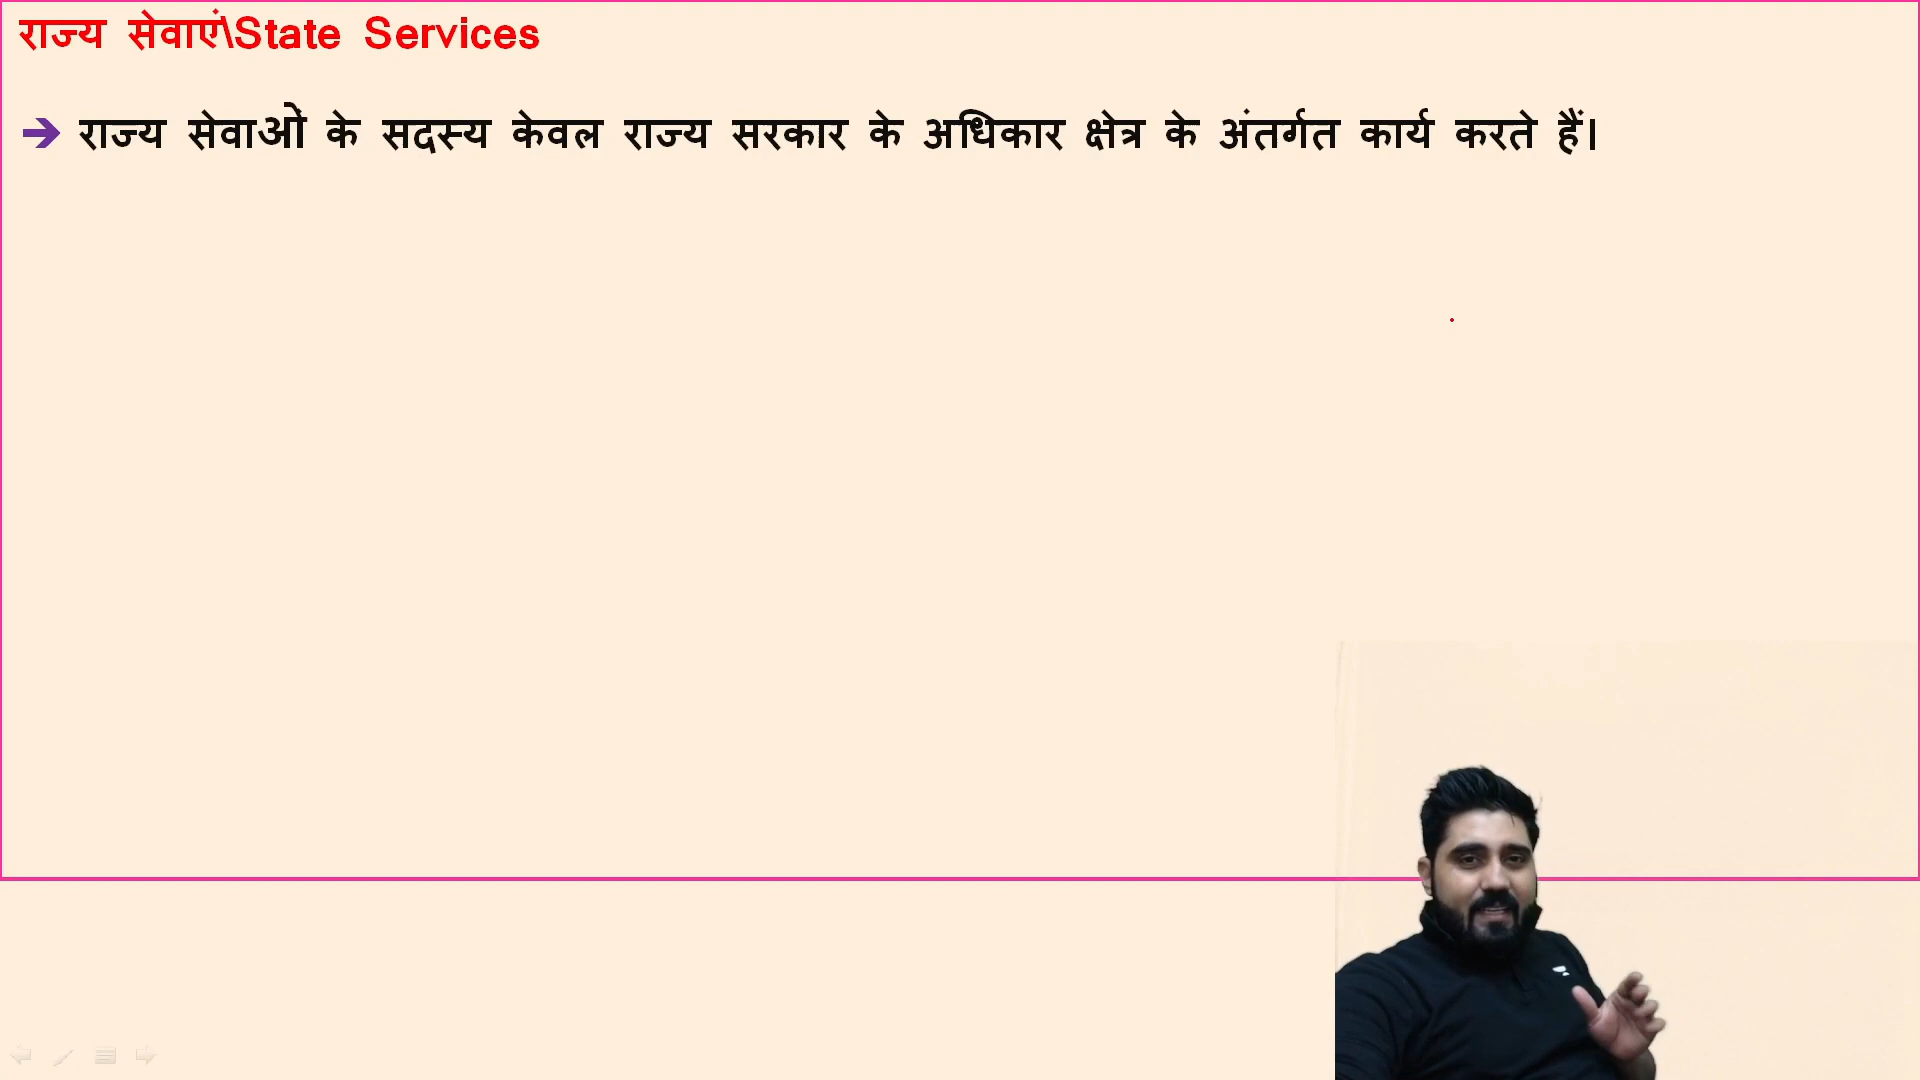 राज्य सेवाएं\State Services
➔ राज्य सेवाओं के सदस्य केवल राज्य सरकार के अधिकार क्षेत्र के अंतर्गत कार्य करते हैं।